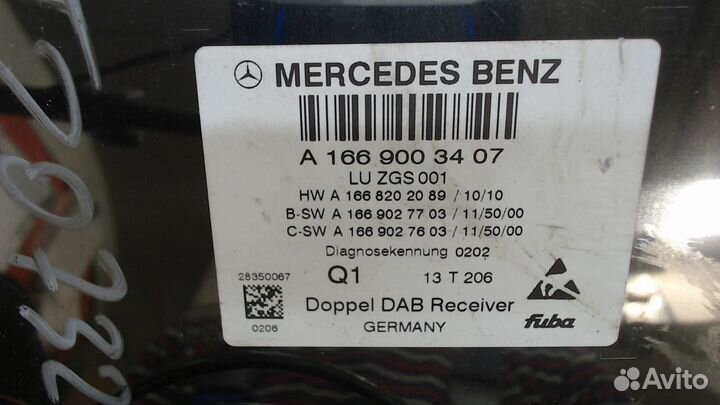 MERCEDES BENZ
A 166 900 34 07
LU ZGS 001
HW A 166 820 20 89 / 10/10
B-SW A 166 902 77 03 / 11/50/00
C-SW A 166 902 76 03 / 11/50/00
Diagnosekennung 0202
28350067
Q1 13 T 206
0206
Doppel DAB Receiver
GERMANY
fuba
Avito